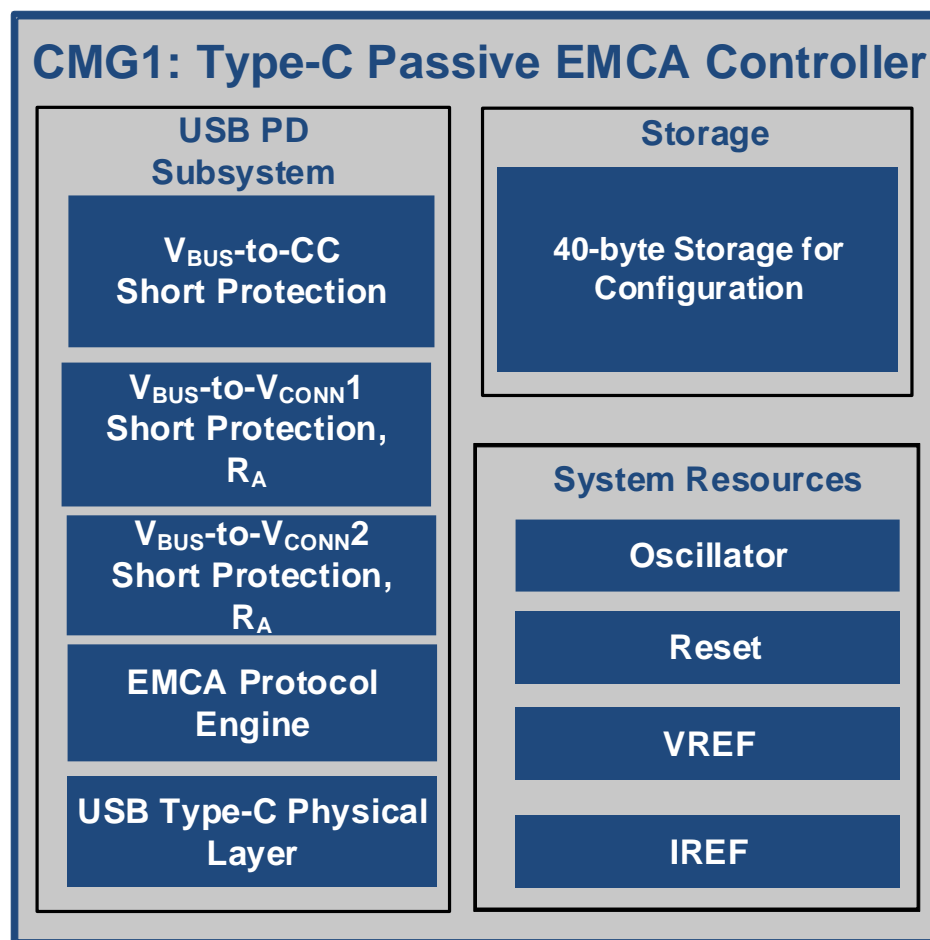 CMG1: Type-C Passive EMCA Controller
USB PD
Subsystem
VBUS-to-CC
Short Protection
VBUS-to-VCONN1
Short Protection,
RA
VBUS-to-VCONN2
Short Protection,
RA
EMCA Protocol
Engine
USB Type-C Physical
Layer
Storage
40-byte Storage for
Configuration
System Resources
Oscillator
Reset
VREF
IREF